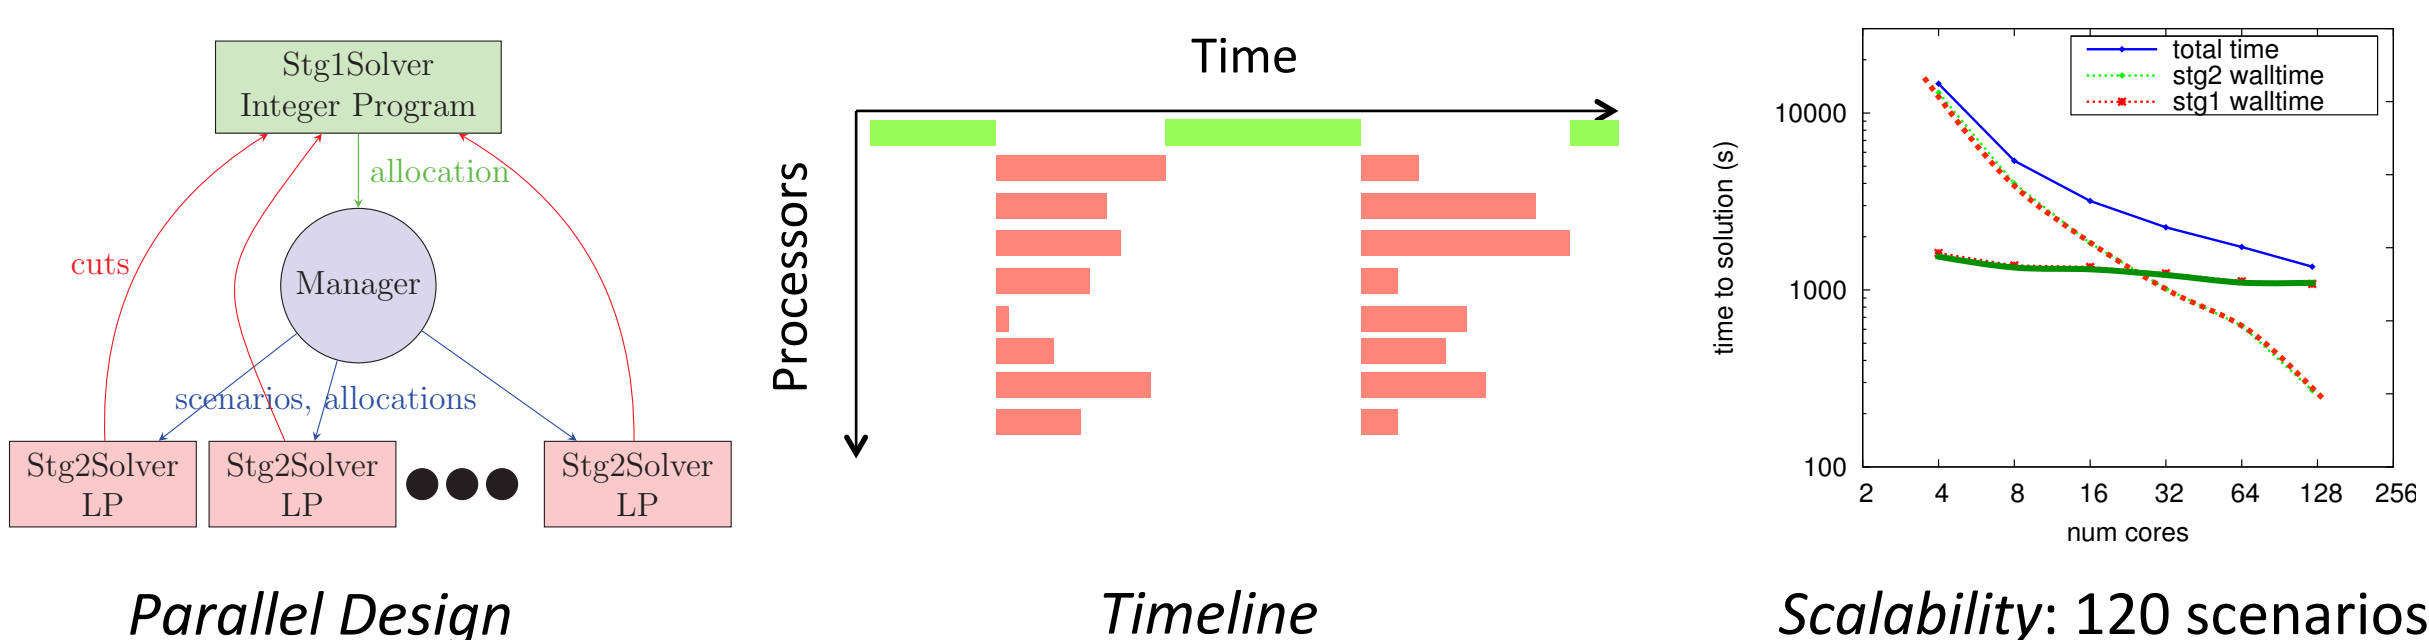 Stg1Solver
Integer Program
allocation
cuts
Manager
scenarios, allocations
Stg2Solver
LP
Stg2Solver
LP
Stg2Solver
LP
Parallel Design
Time
Processors
Timeline
total time
stg2 walltime
stg1 walltime
10000
1000
100
time to solution (s)
2 4 8 16 32 64 128 256
num cores
Scalability: 120 scenarios